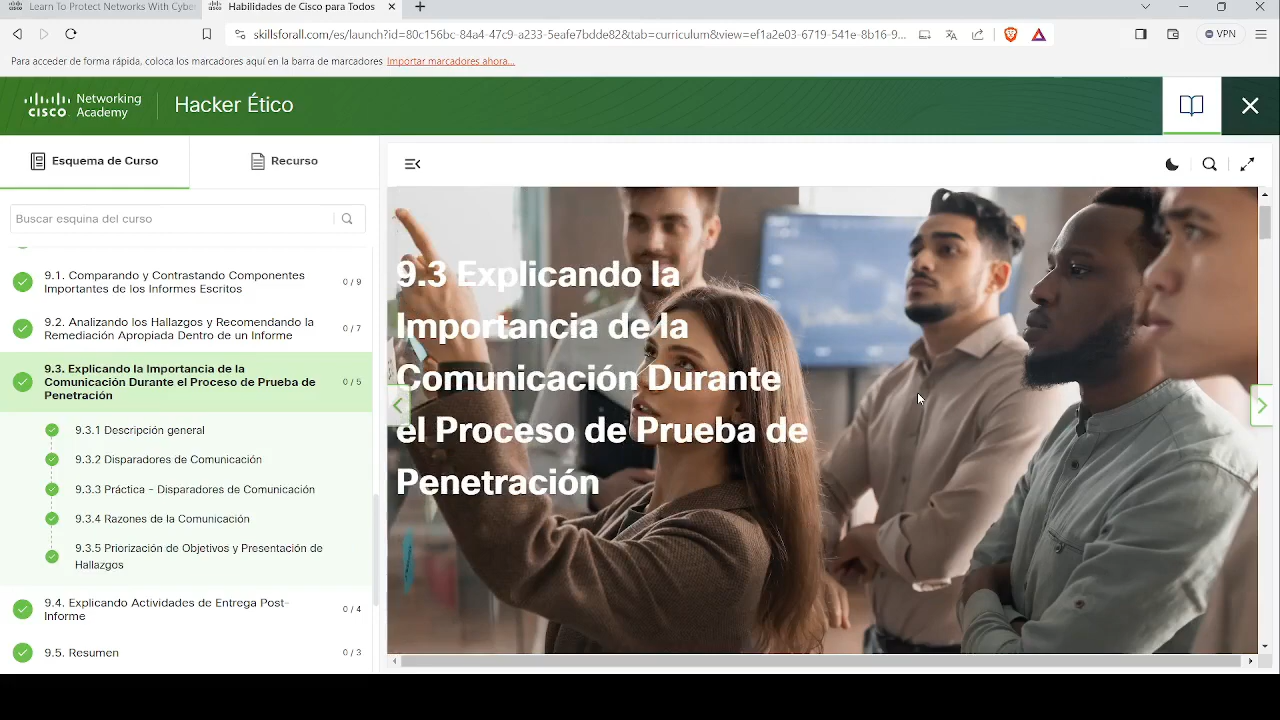 Learn To Protect Networks With Cyber
Habilidades de Cisco para Todos
skillsforall.com/es/launch?id=80c156bc-84a4-47c9-a233-5eafe7bdde82&tab=curriculum&view=ef1a2e03-6719-541e-8b16-9...
VPN
Para acceder de forma rápida, coloca los marcadores aquí en la barra de marcadores Importar marcadores ahora...
cisco Networking Academy
Hacker Ético
Esquema de Curso
Recurso
Buscar esquina del curso
9.1. Comparando y Contrastando Componentes
Importantes de los Informes Escritos
0 / 9
9.2. Analizando los Hallazgos y Recomendando la
Remediación Apropiada Dentro de un Informe
0 / 7
9.3. Explicando la Importancia de la
Comunicación Durante el Proceso de Prueba de
Penetración
0 / 5
9.3.1 Descripción general
9.3.2 Disparadores de Comunicación
9.3.3 Práctica - Disparadores de Comunicación
9.3.4 Razones de la Comunicación
9.3.5 Priorización de Objetivos y Presentación de
Hallazgos
9.4. Explicando Actividades de Entrega Post-
Informe
0 / 4
9.5. Resumen
0 / 3
9.3 Explicando la
Importancia de la
Comunicación Durante
el Proceso de Prueba de
Penetración